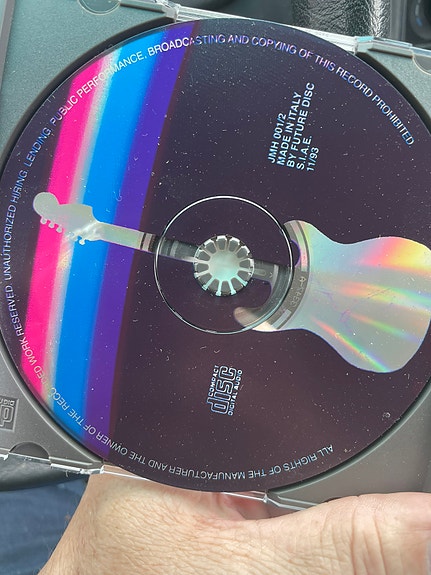 ALL RIGHTS OF THE MANUFACTURER AND THE OWNER OF THE RECORDED WORK RESERVED. UNAUTHORIZED HIRING, LENDING, PUBLIC PERFORMANCE, BROADCASTING AND COPYING OF THIS RECORD PROHIBITED
JMH 001/2
MADE IN ITALY
BY FUTURE DISC
S.I.A.E.
11/93
COMPACT
disc
DIGITAL AUDIO